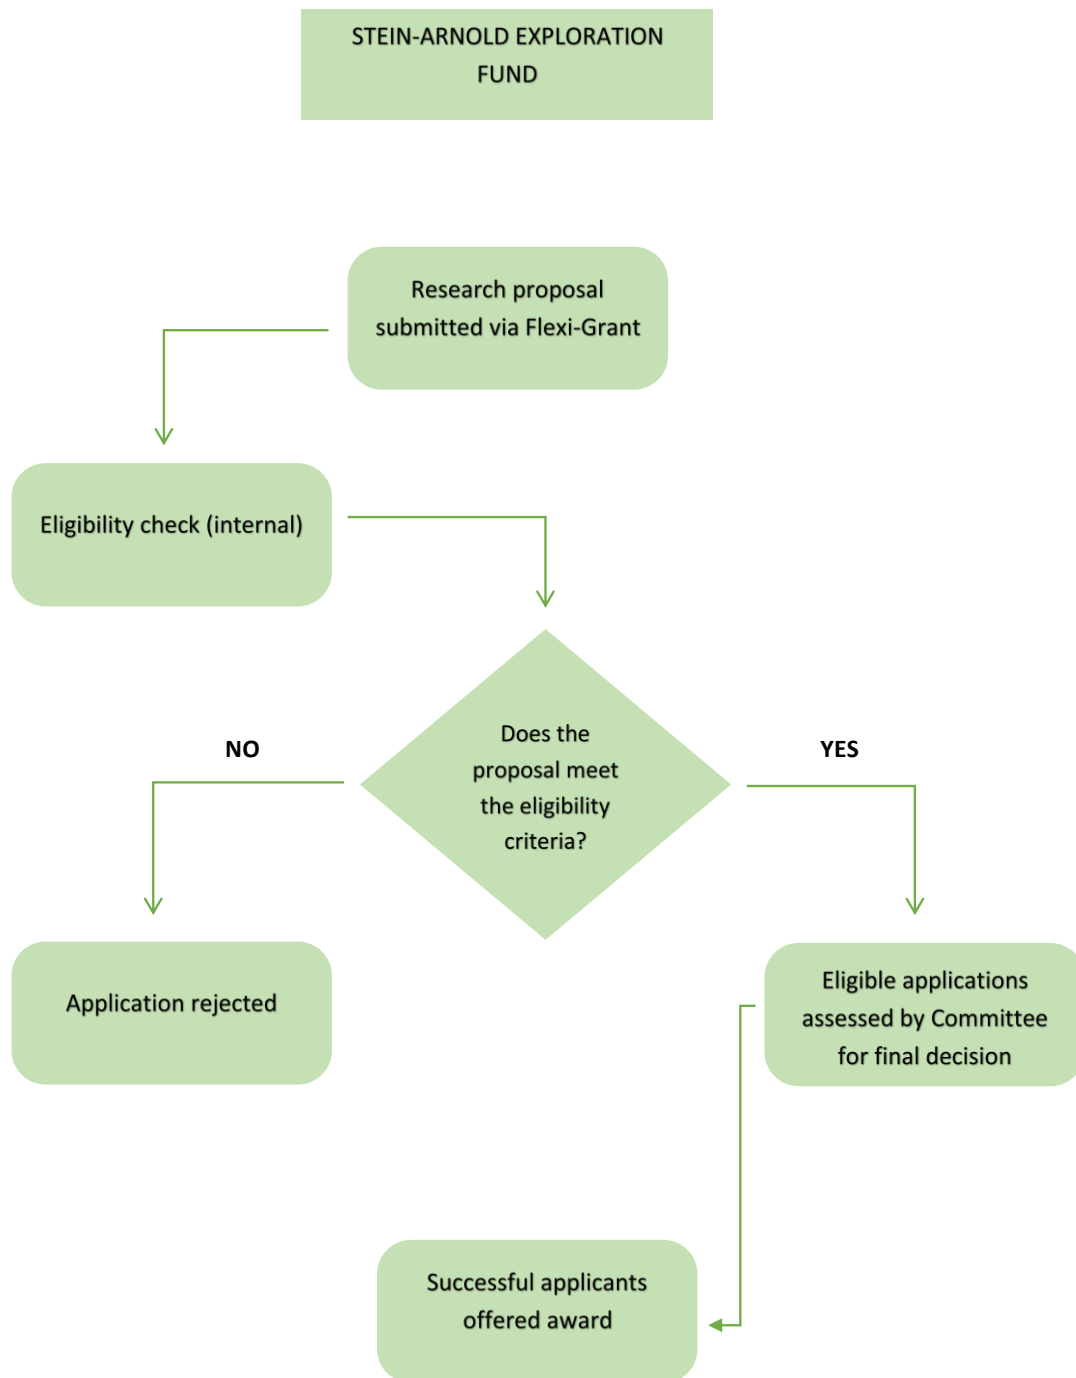 STEIN-ARNOLD EXPLORATION
FUND
Research proposal
submitted via Flexi-Grant
Eligibility check (internal)
Does the
proposal meet
the eligibility
criteria?
NO
YES
Application rejected
Eligible applications
assessed by Committee
for final decision
Successful applicants
offered award